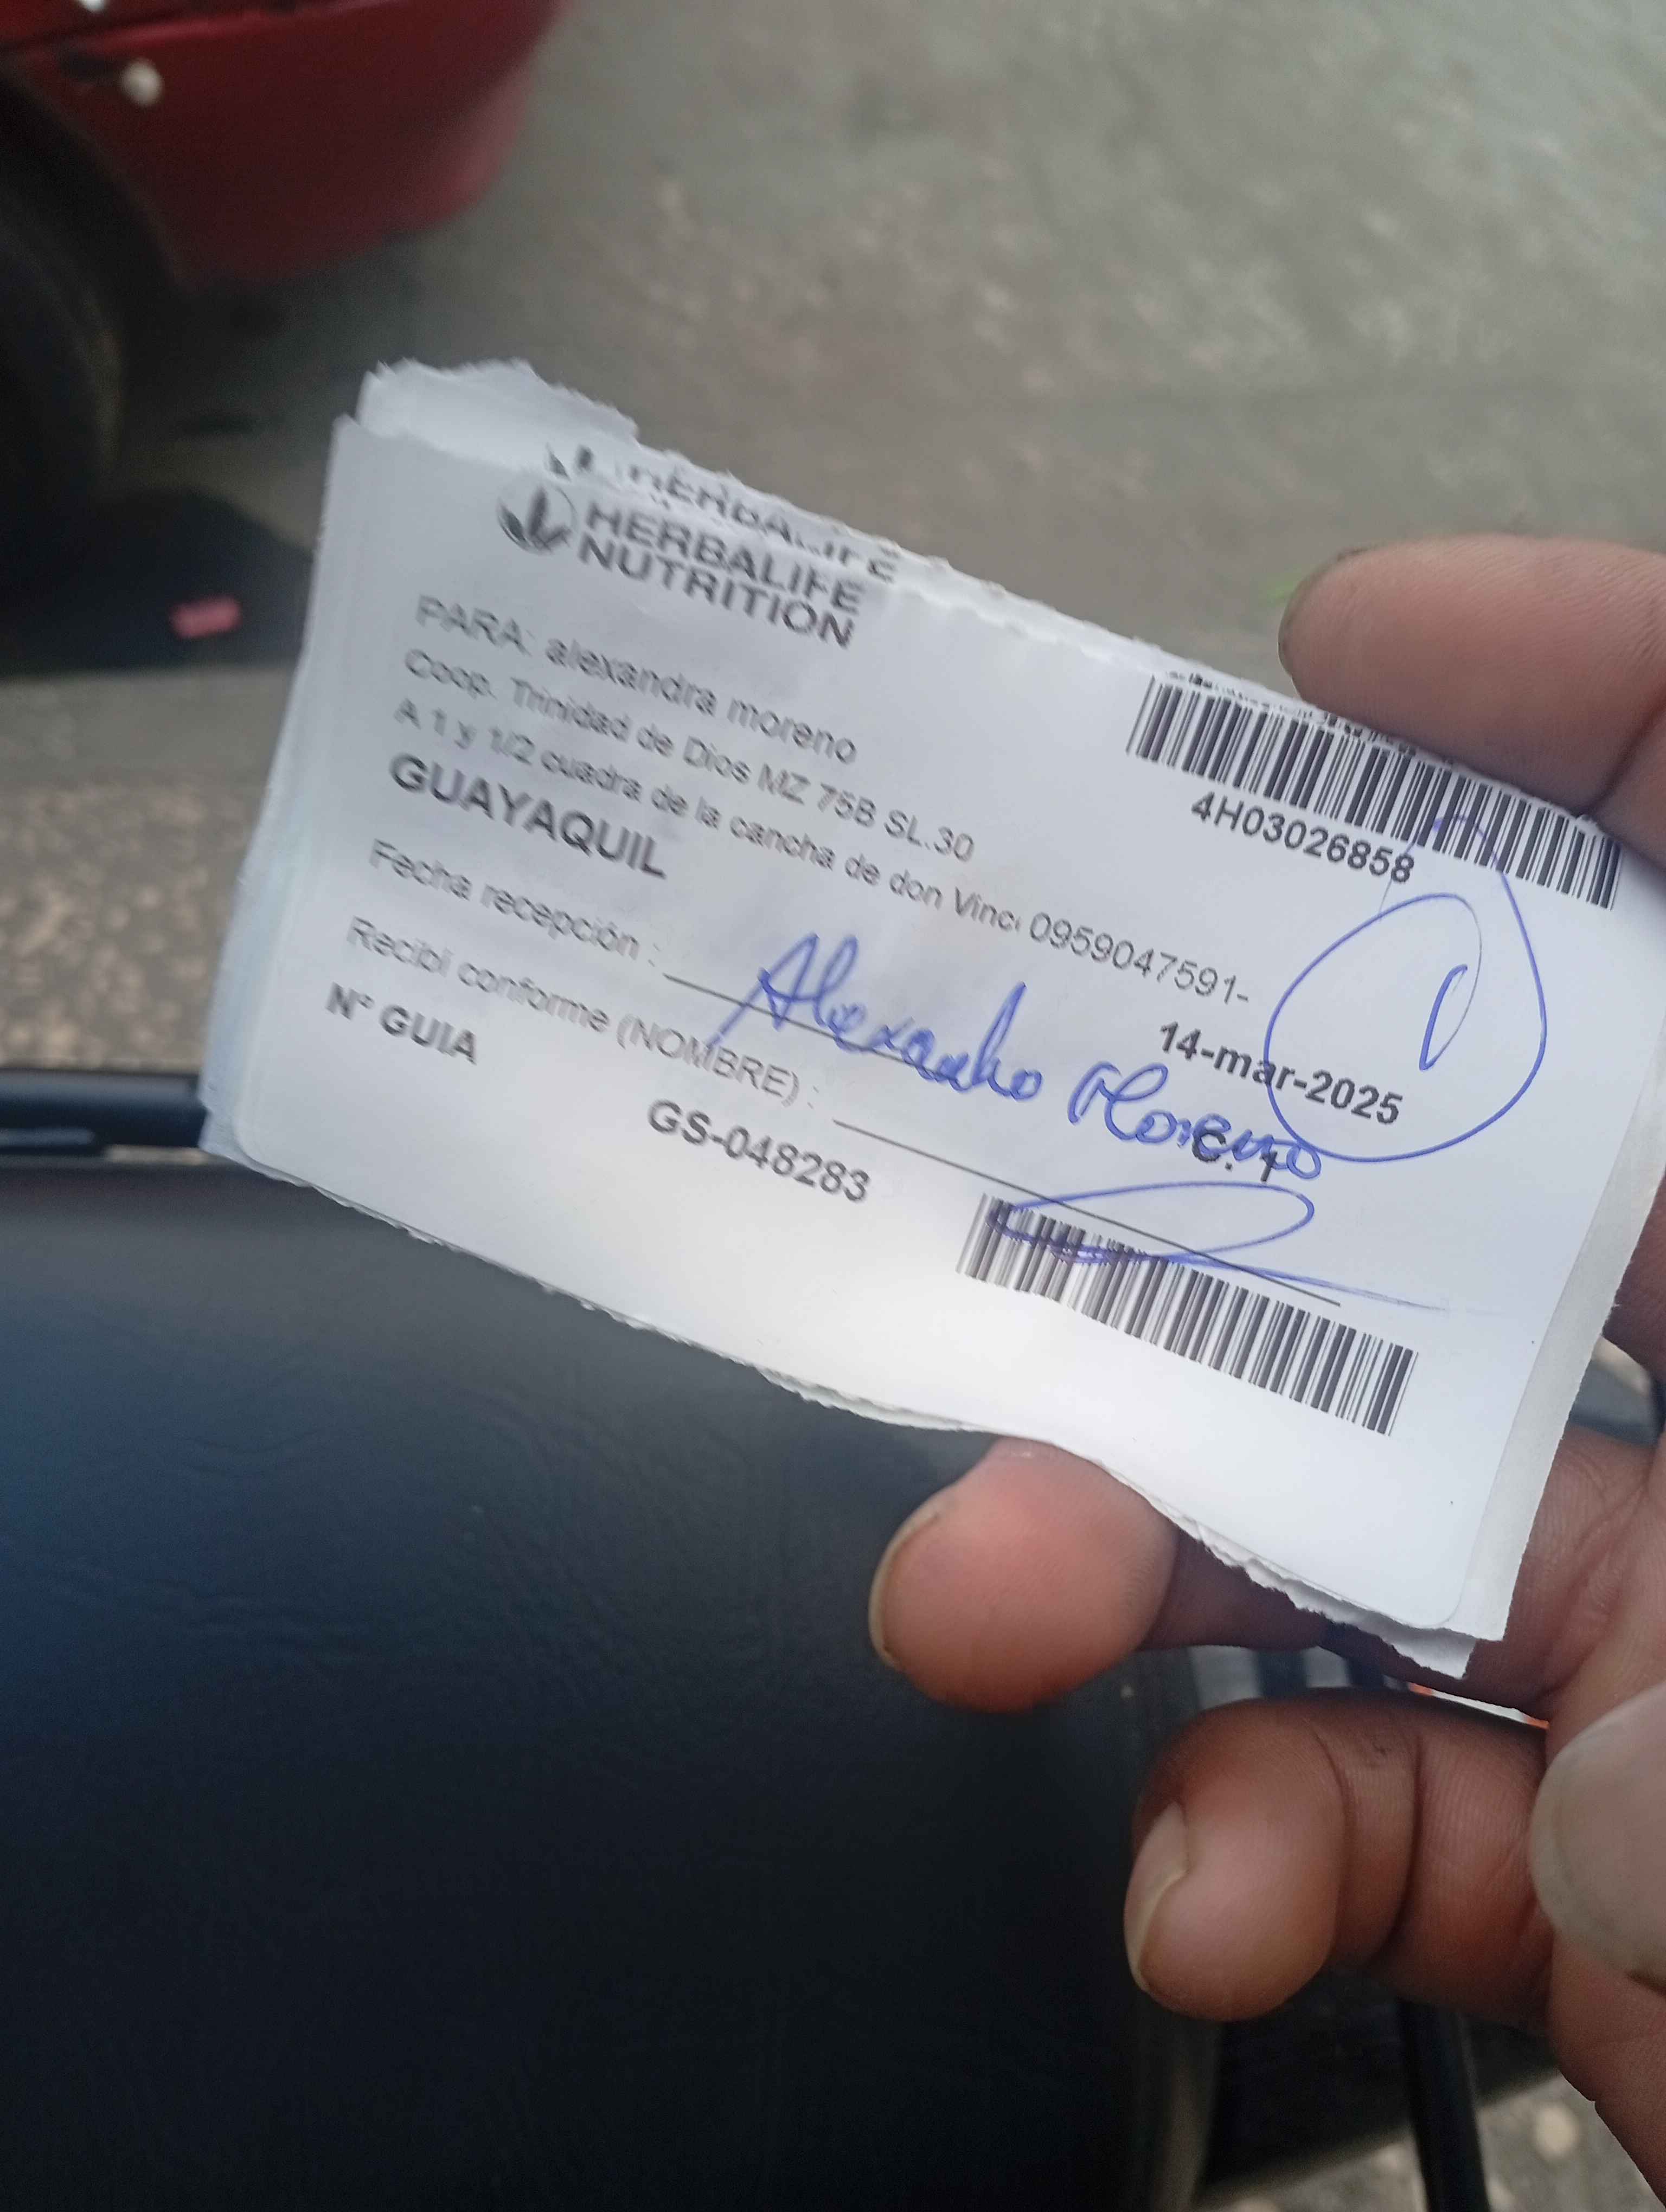 HERBALIFE
HERBALIFE
NUTRITION
PARA: alexandra moreno
Coop. Trinidad de Dios MZ 75B SL.30
A 1 y 1/2 cuadra de la cancha de don Vinci 0959047591-
GUAYAQUIL
4H03026858
14-mar-2025
Fecha recepción :
Alexandra Moreno
Recibí conforme (NOMBRE) :
C. 1
N° GUIA
GS-048283